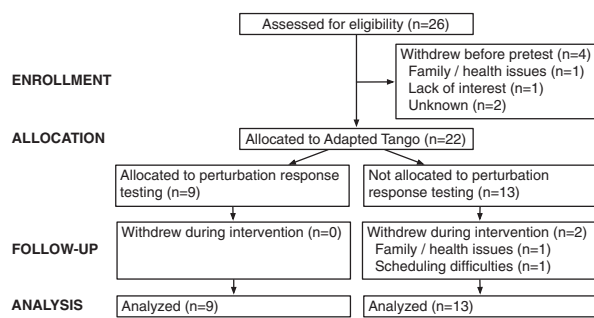 Assessed for eligibility (n=26)
Withdrew before pretest (n=4)
Family / health issues (n=1)
Lack of interest (n=1)
Unknown (n=2)
ENROLLMENT
ALLOCATION
Allocated to Adapted Tango (n=22)
Allocated to perturbation response
testing (n=9)
Not allocated to perturbation
response testing (n=13)
FOLLOW-UP
Withdrew during intervention (n=0)
Withdrew during intervention (n=2)
Family / health issues (n=1)
Scheduling difficulties (n=1)
ANALYSIS
Analyzed (n=9)
Analyzed (n=13)